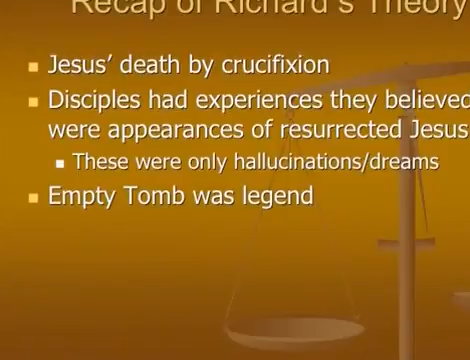 Recap of Richard's Theory
Jesus' death by crucifixion
Disciples had experiences they believed
were appearances of resurrected Jesus
These were only hallucinations/dreams
Empty Tomb was legend